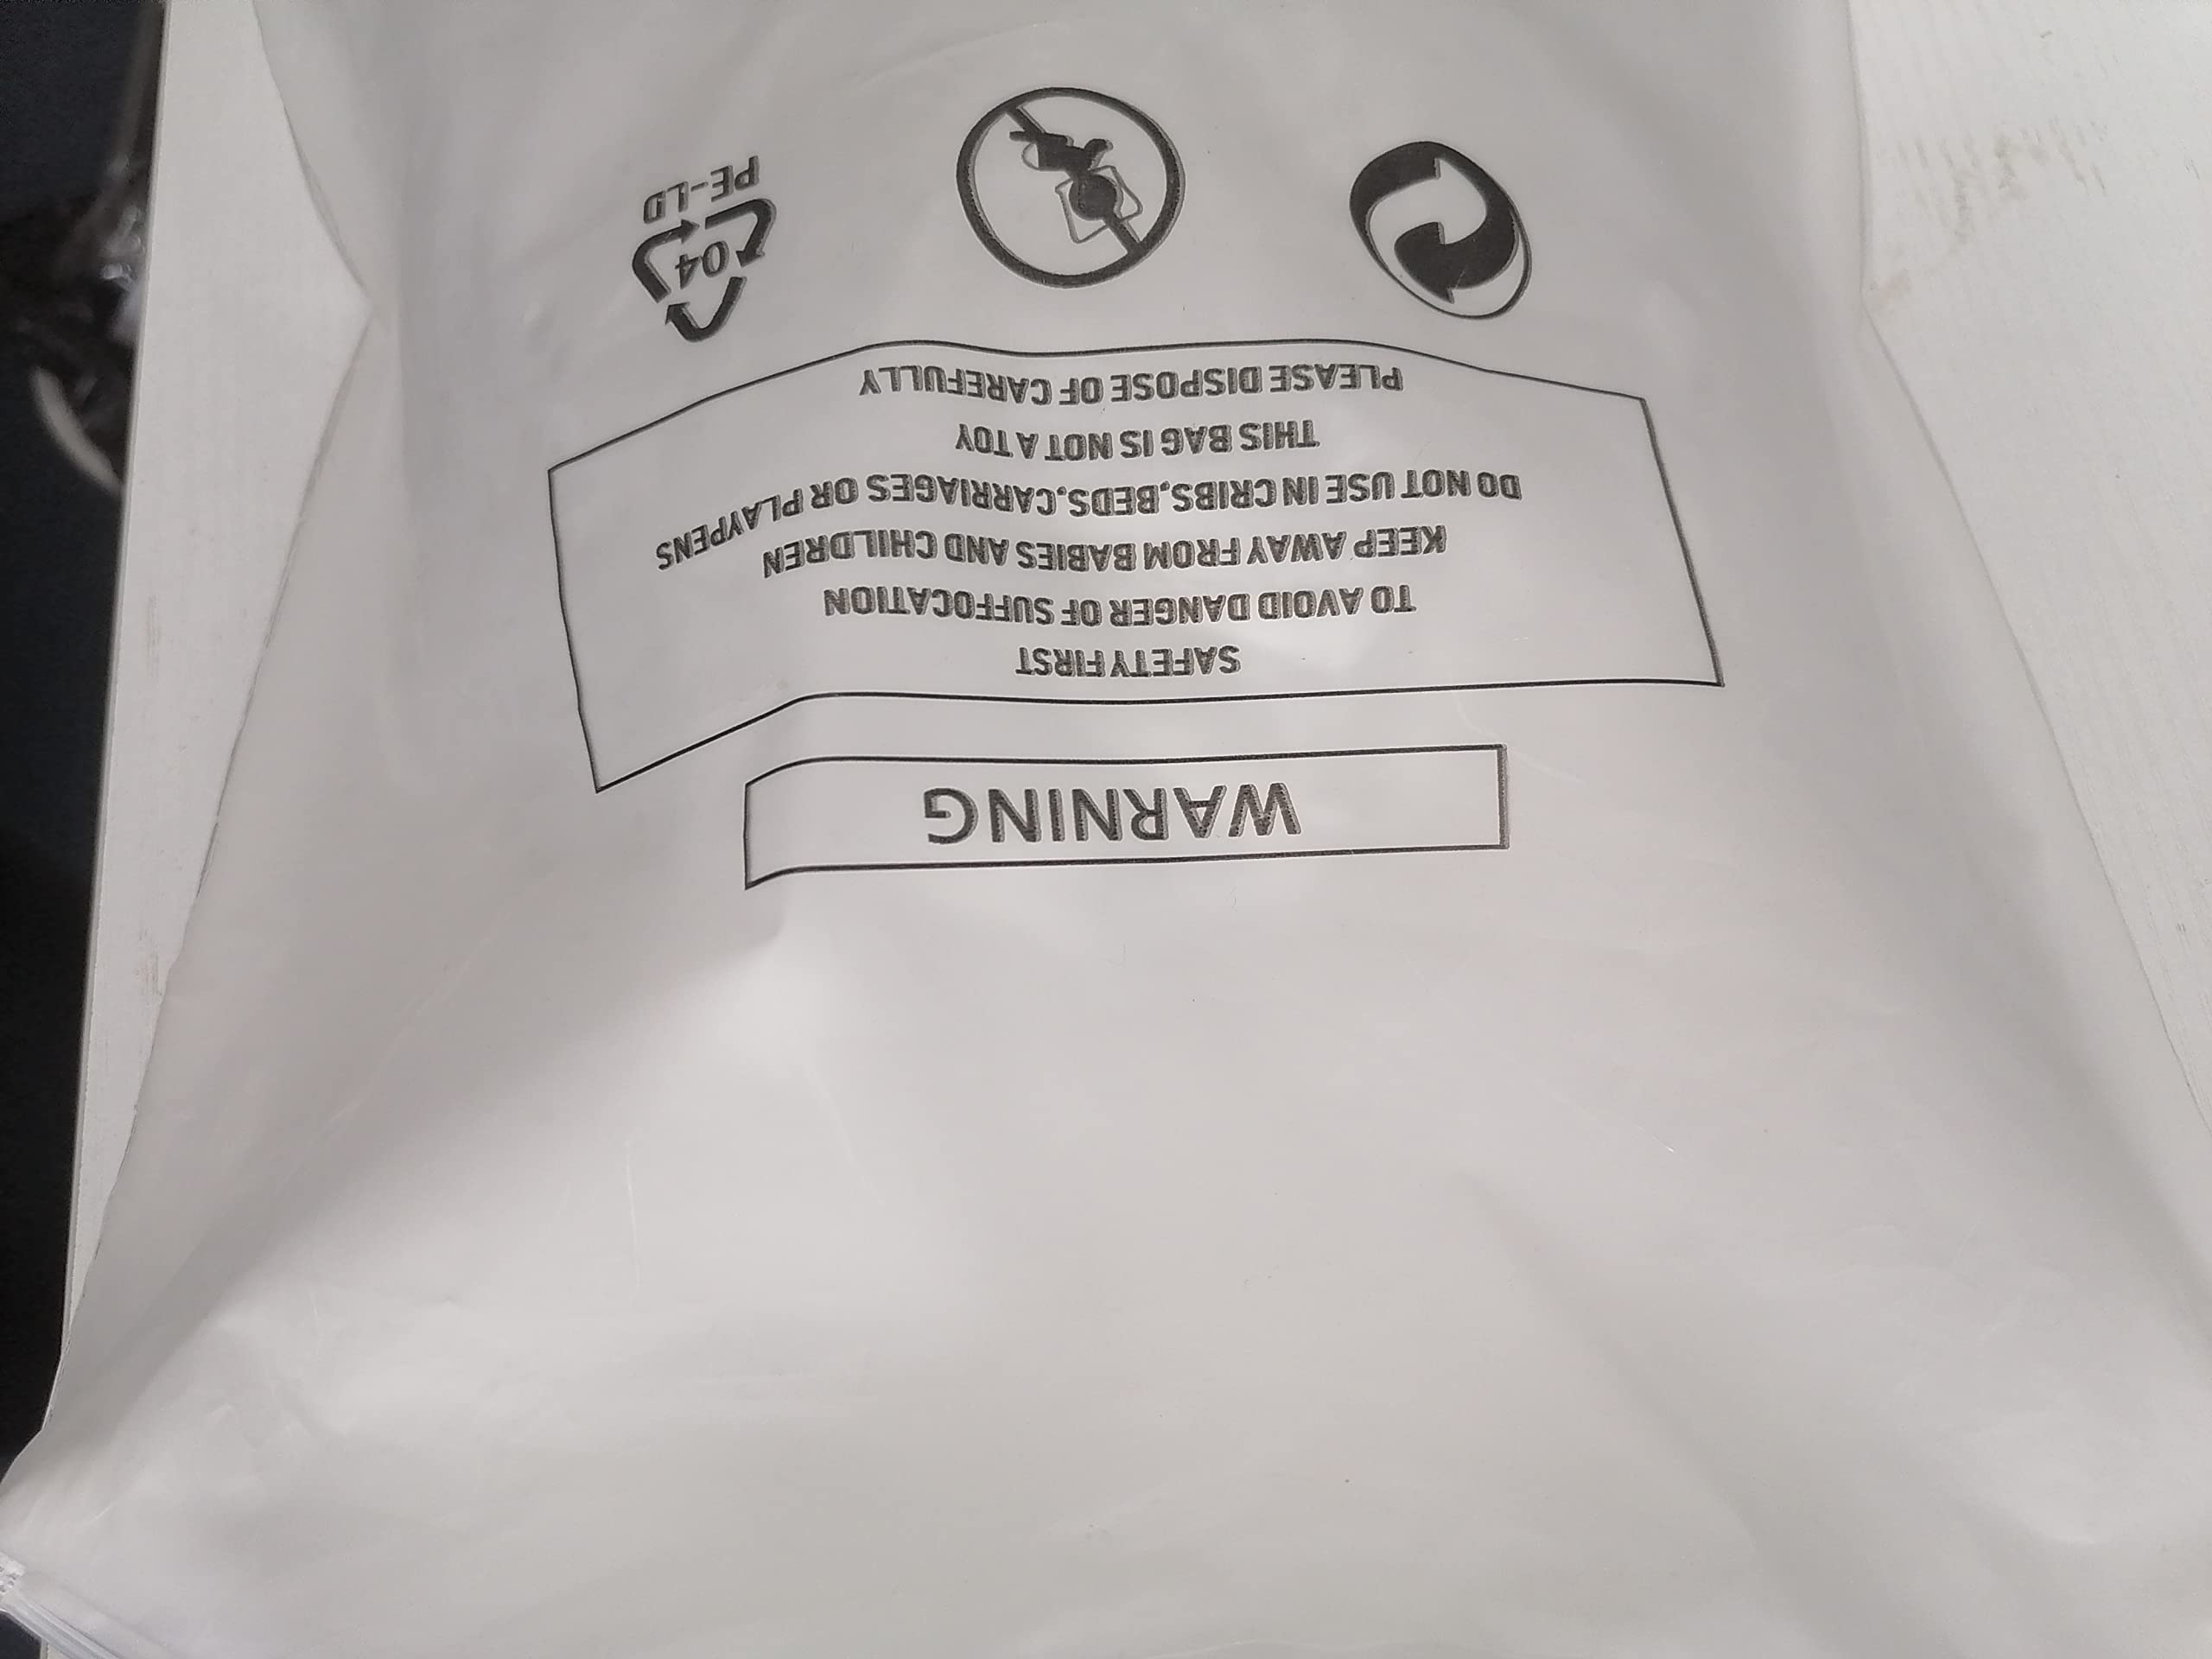 WARNING
SAFETY FIRST
TO AVOID DANGER OF SUFFOCATION
KEEP AWAY FROM BABIES AND CHILDREN
DO NOT USE IN CRIBS.BEDS.CARRIAGES OR PLAYPENS
THIS BAG IS NOT A TOY
PLEASE DISPOSE OF CAREFULLY
04
PE-LD